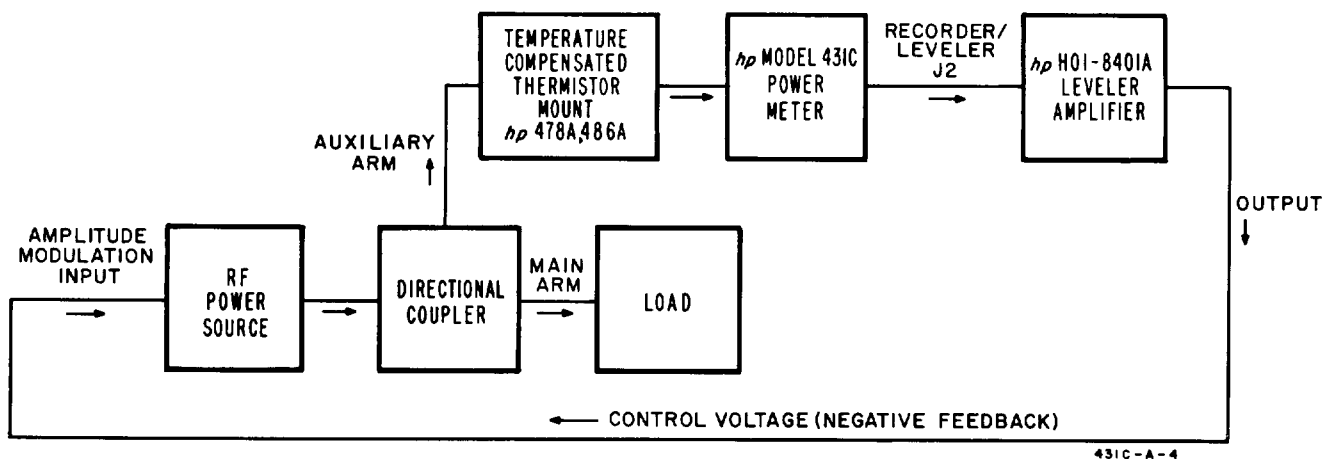 TEMPERATURE
COMPENSATED
THERMISTOR
MOUNT
hp 478A,486A
hp MODEL 431C
POWER
METER
RECORDER/
LEVELER
J2
hp HO1-8401A
LEVELER
AMPLIFIER
AUXILIARY
ARM
OUTPUT
AMPLITUDE
MODULATION
INPUT
RF
POWER
SOURCE
DIRECTIONAL
COUPLER
MAIN
ARM
LOAD
CONTROL VOLTAGE (NEGATIVE FEEDBACK)
431C-A-4